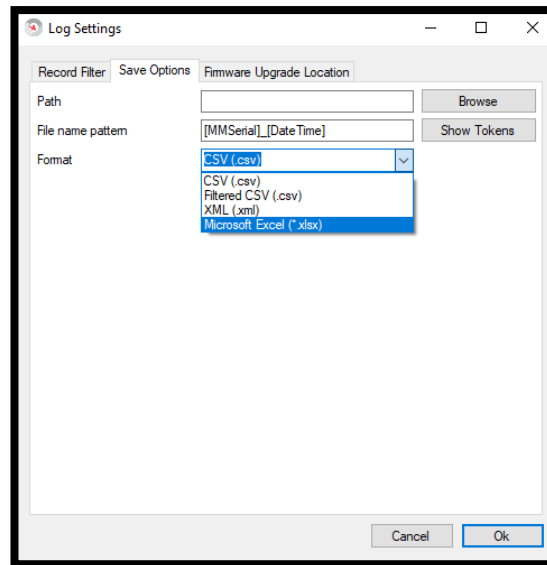 Log Settings
Record Filter Save Options Firmware Upgrade Location
Path Browse
File name pattern [MMSerial]_[DateTime] Show Tokens
Format CSV (.csv)
CSV (.csv)
Filtered CSV (.csv)
XML (.xml)
Microsoft Excel (*.xlsx)
Cancel Ok